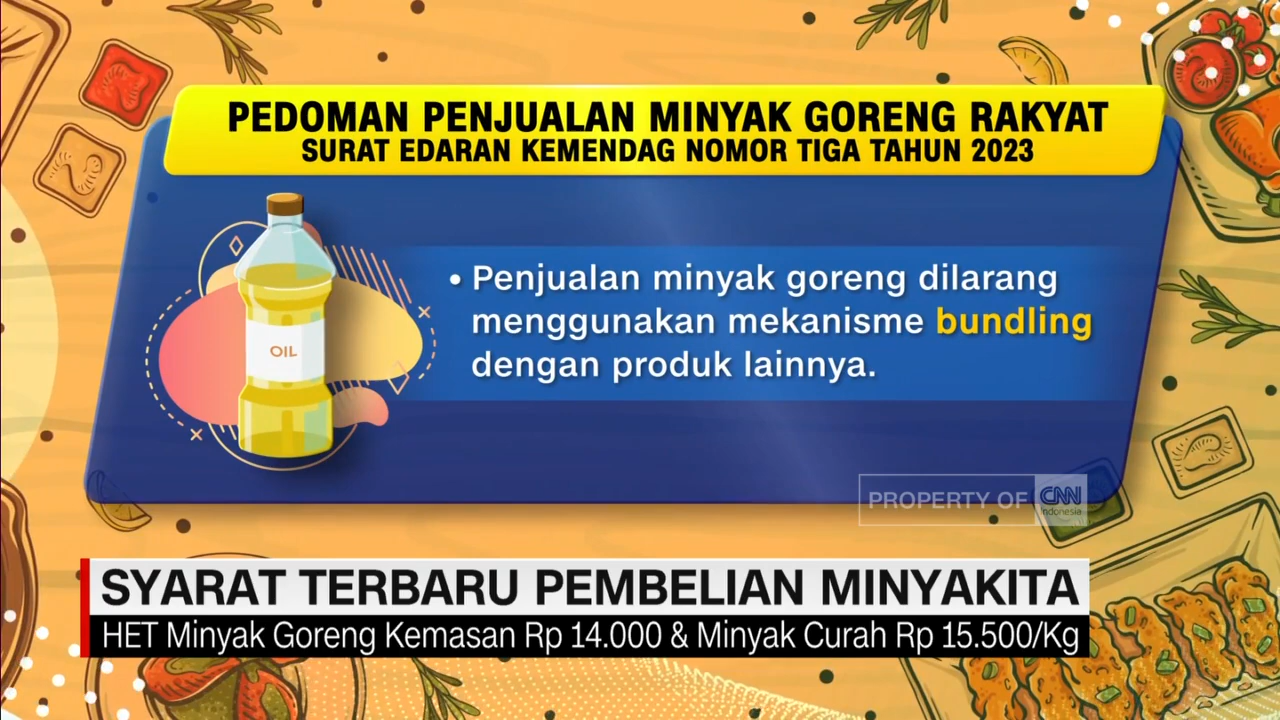 PEDOMAN PENJUALAN MINYAK GORENG RAKYAT
SURAT EDARAN KEMENDAG NOMOR TIGA TAHUN 2023
OIL
• Penjualan minyak goreng dilarang
menggunakan mekanisme bundling
dengan produk lainnya.
PROPERTY OF CNN Indonesia
SYARAT TERBARU PEMBELIAN MINYAKITA
HET Minyak Goreng Kemasan Rp 14.000 & Minyak Curah Rp 15.500/Kg